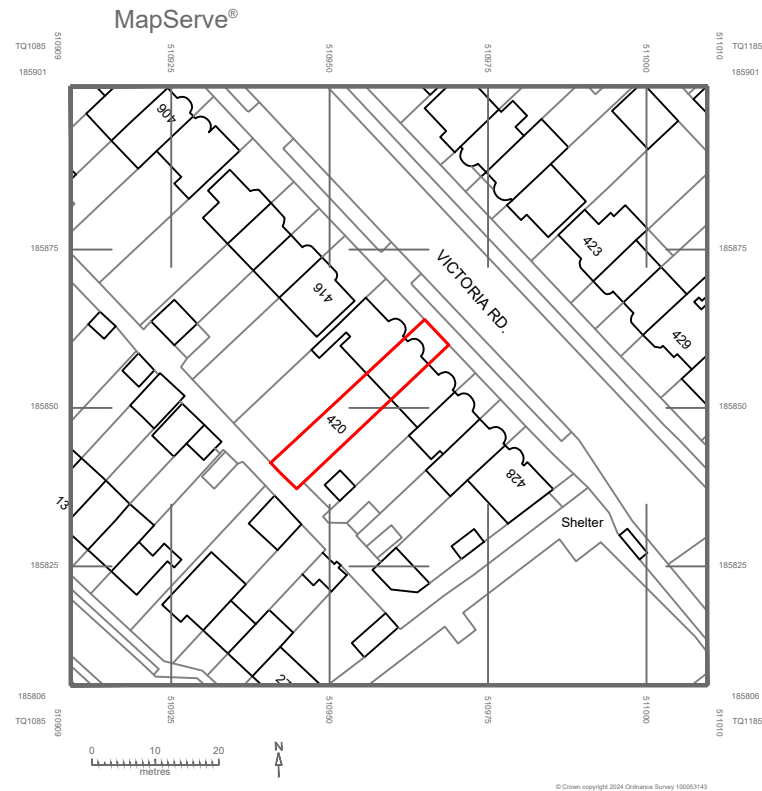 MapServe®
TQ1085 510909 510925 510950 510975 511000 511010 TQ1185
185901 185901
406
423
185875 185875
VICTORIA RD.
416
429
185850 185850
420
428
13
Shelter
185825 185825
185806 185806
TQ1085 510909 510925 510950 510975 511000 511010 TQ1185
0 10 20
metres
N
© Crown copyright 2024 Ordnance Survey 100053143